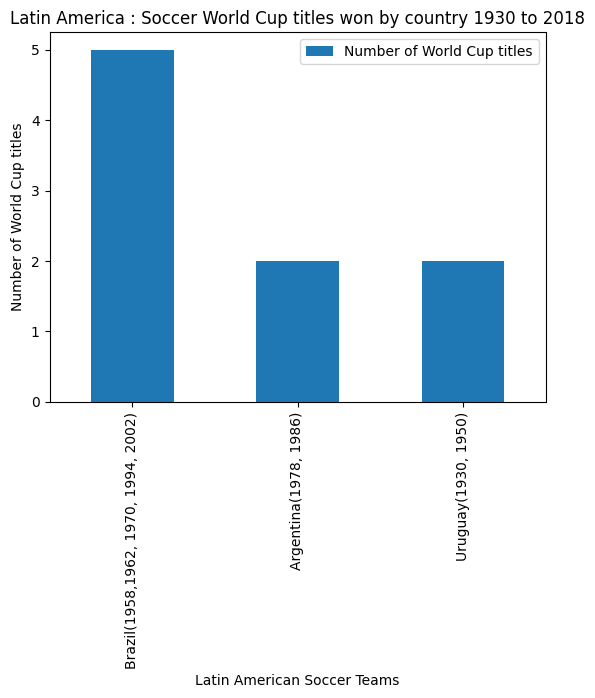 Latin America : Soccer World Cup titles won by country 1930 to 2018
Number of World Cup titles
Number of World Cup titles
5
4
3
2
1
0
Brazil(1958,1962, 1970, 1994, 2002)
Argentina(1978, 1986)
Uruguay(1930, 1950)
Latin American Soccer Teams